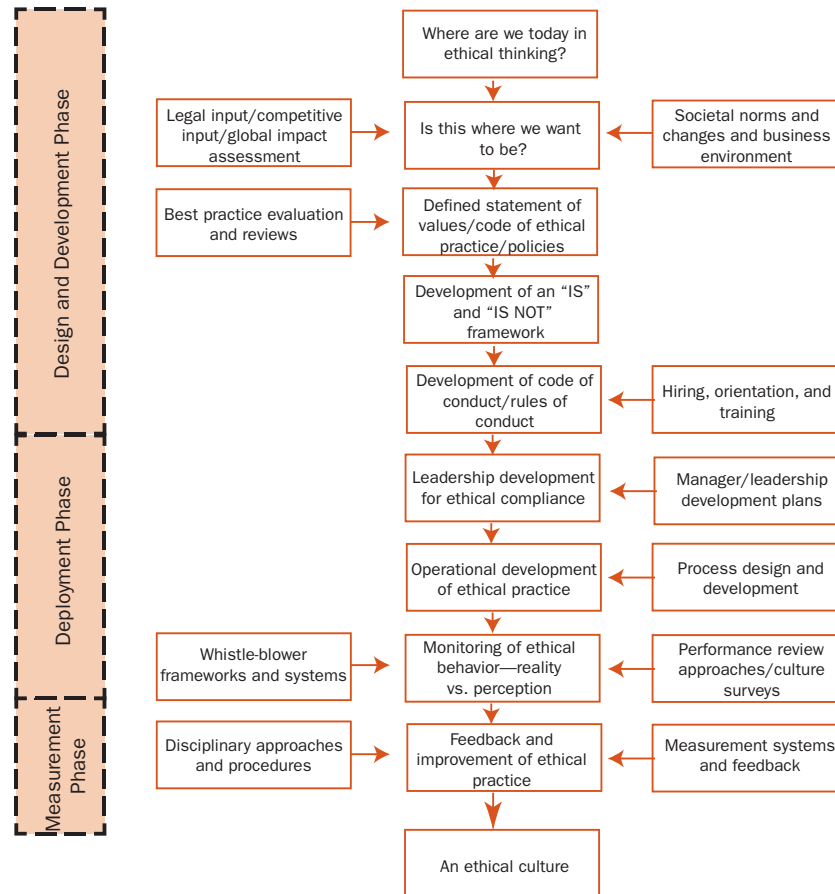 Design and Development Phase
Deployment Phase
Measurement
Phase
Where are we today in
ethical thinking?
Legal input/competitive
input/global impact
assessment
Is this where we want
to be?
Societal norms and
changes and business
environment
Best practice evaluation
and reviews
Defined statement of
values/code of ethical
practice/policies
Development of an “IS”
and “IS NOT”
framework
Development of code of
conduct/rules of
conduct
Hiring, orientation, and
training
Leadership development
for ethical compliance
Manager/leadership
development plans
Operational development
of ethical practice
Process design and
development
Whistle-blower
frameworks and systems
Monitoring of ethical
behavior—reality
vs. perception
Performance review
approaches/culture
surveys
Disciplinary approaches
and procedures
Feedback and
improvement of ethical
practice
Measurement systems
and feedback
An ethical culture